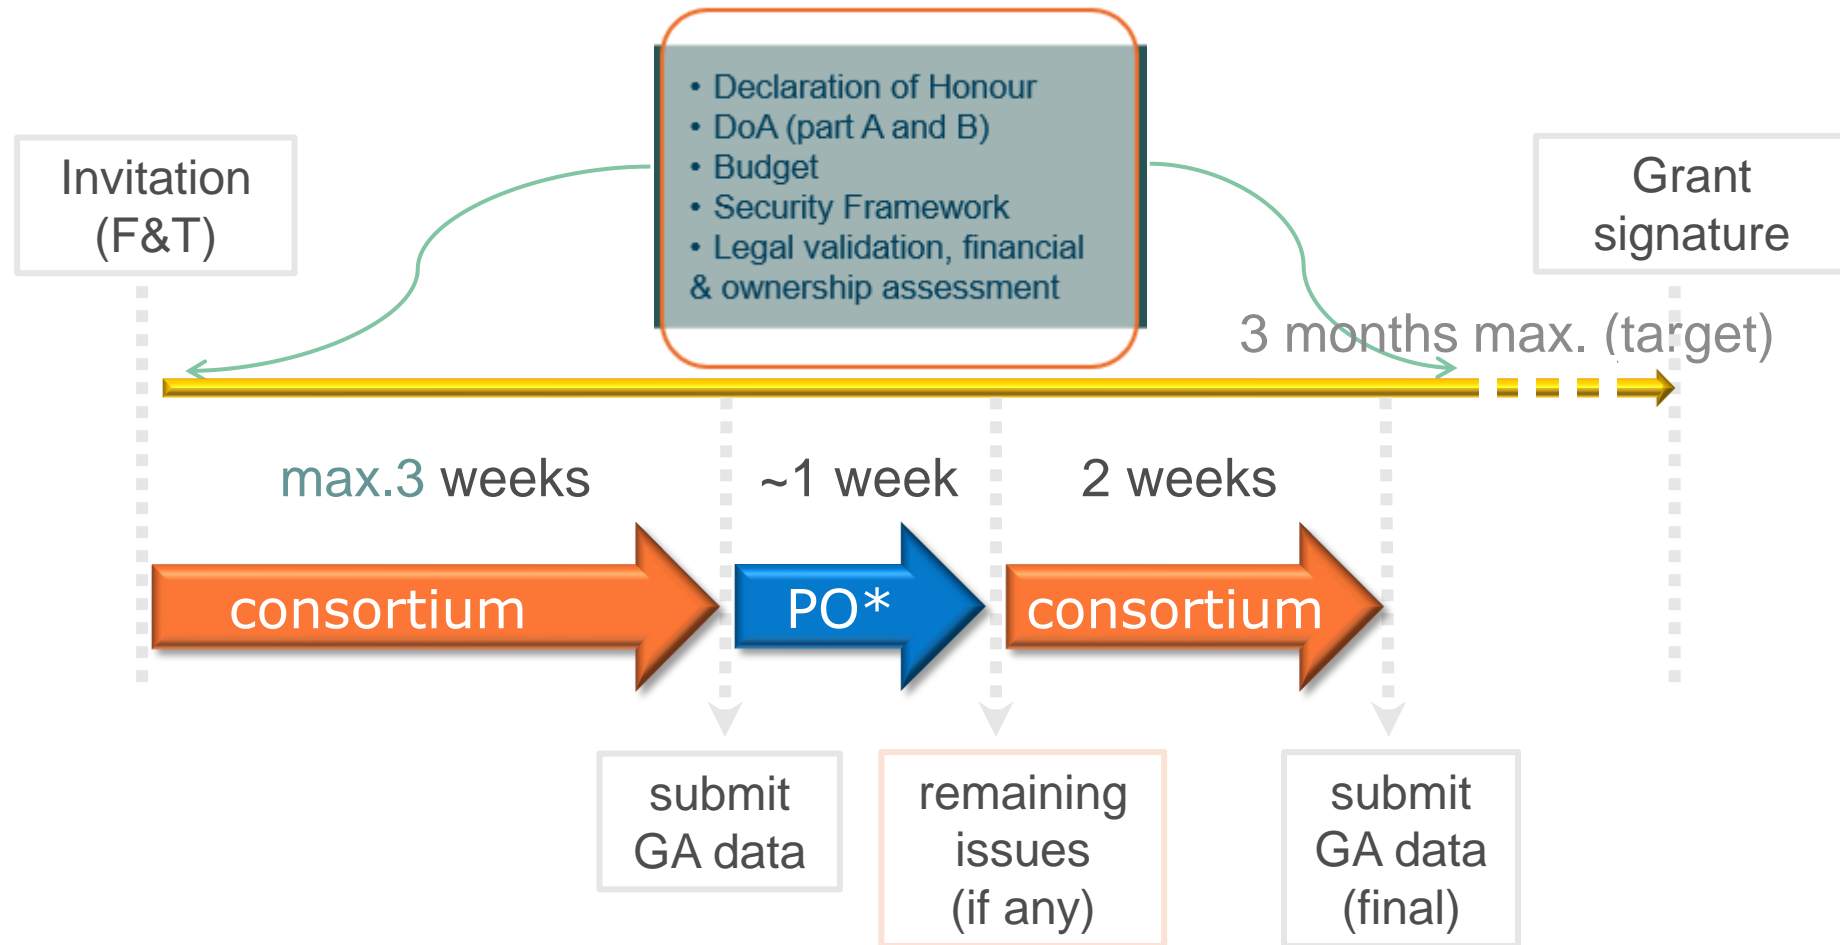 • Declaration of Honour
• DoA (part A and B)
• Budget
• Security Framework
• Legal validation, financial
& ownership assessment
Invitation
(F&T)
Grant
signature
3 months max. (target)
max.3 weeks
~1 week
2 weeks
consortium
PO*
consortium
submit
GA data
remaining
issues
(if any)
submit
GA data
(final)